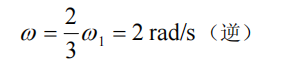 ω = 2/3 ω₁ = 2 rad/s（逆）